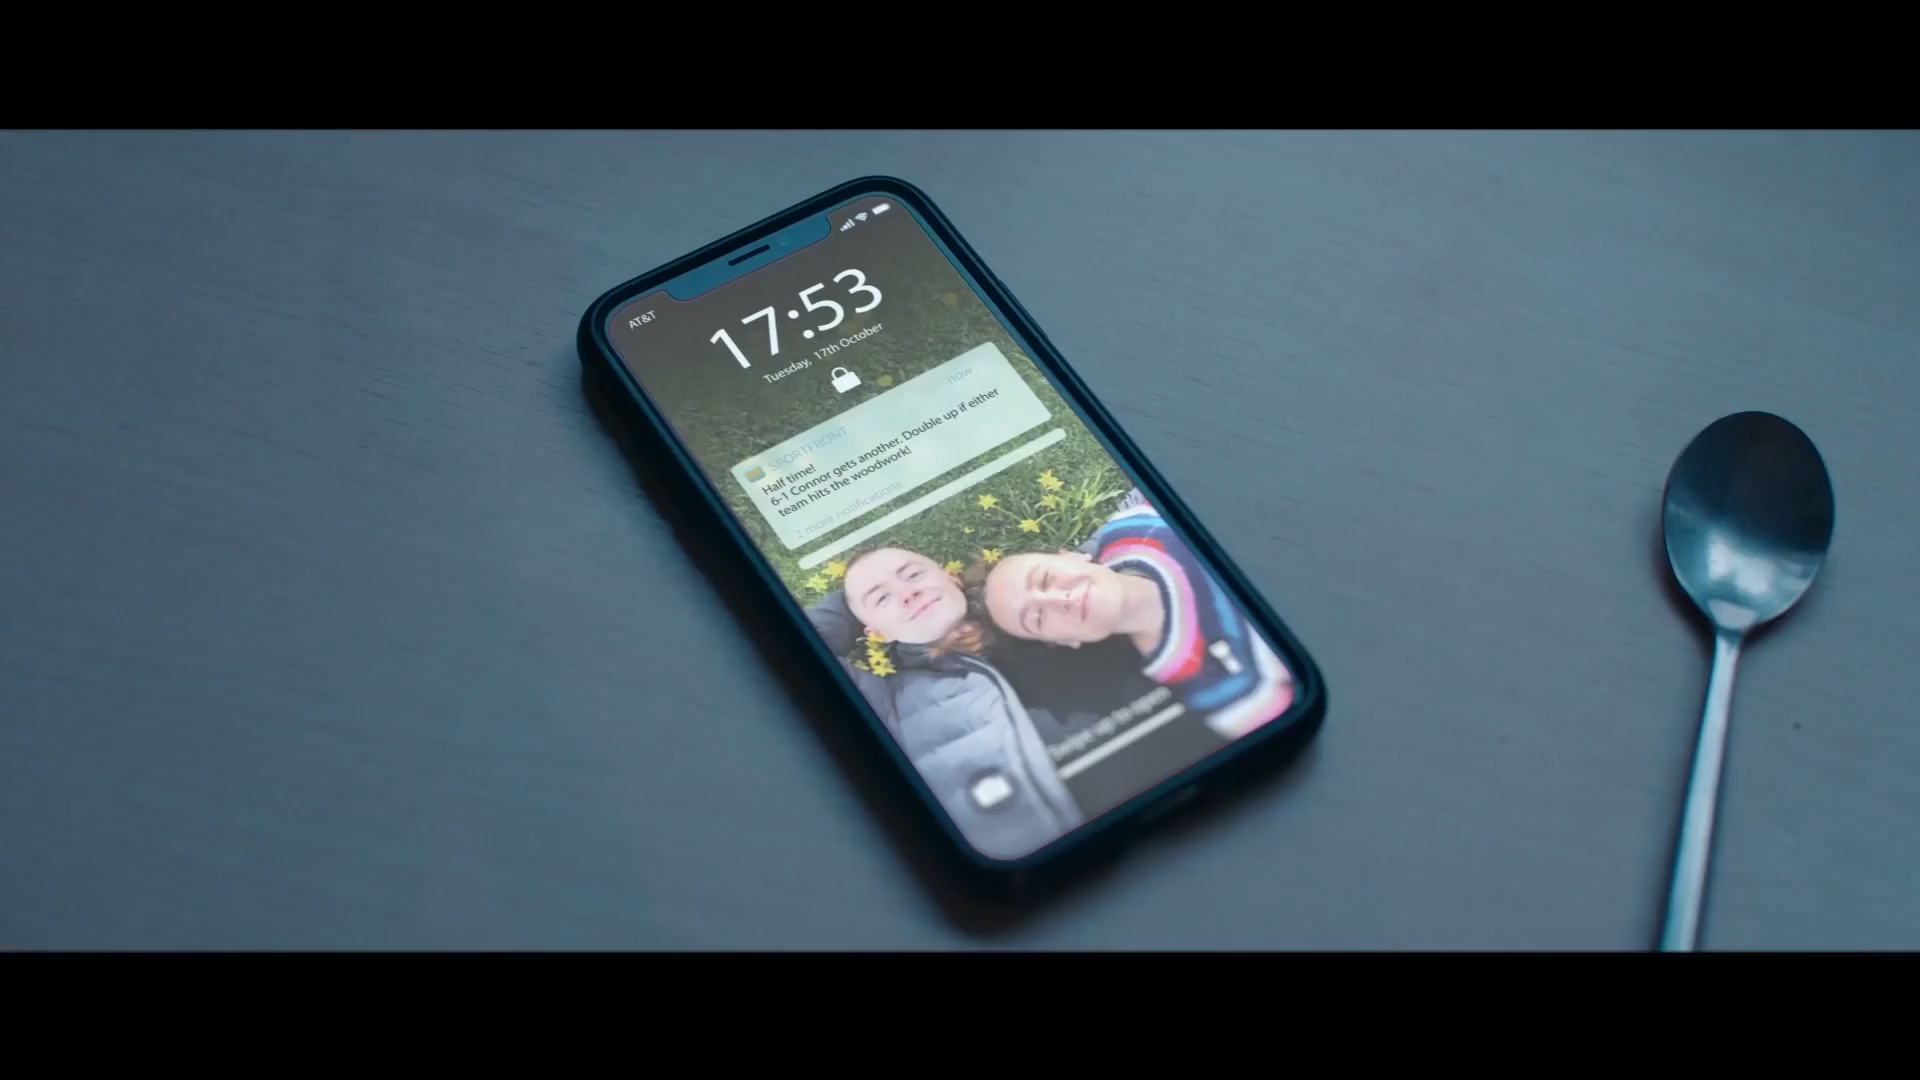 AT&T
17:53
Tuesday, 17th October
SPORTFRONT now
Half time!
6-1 Connor gets another. Double up if either
team hits the woodwork!
2 more notifications
Swipe up to open